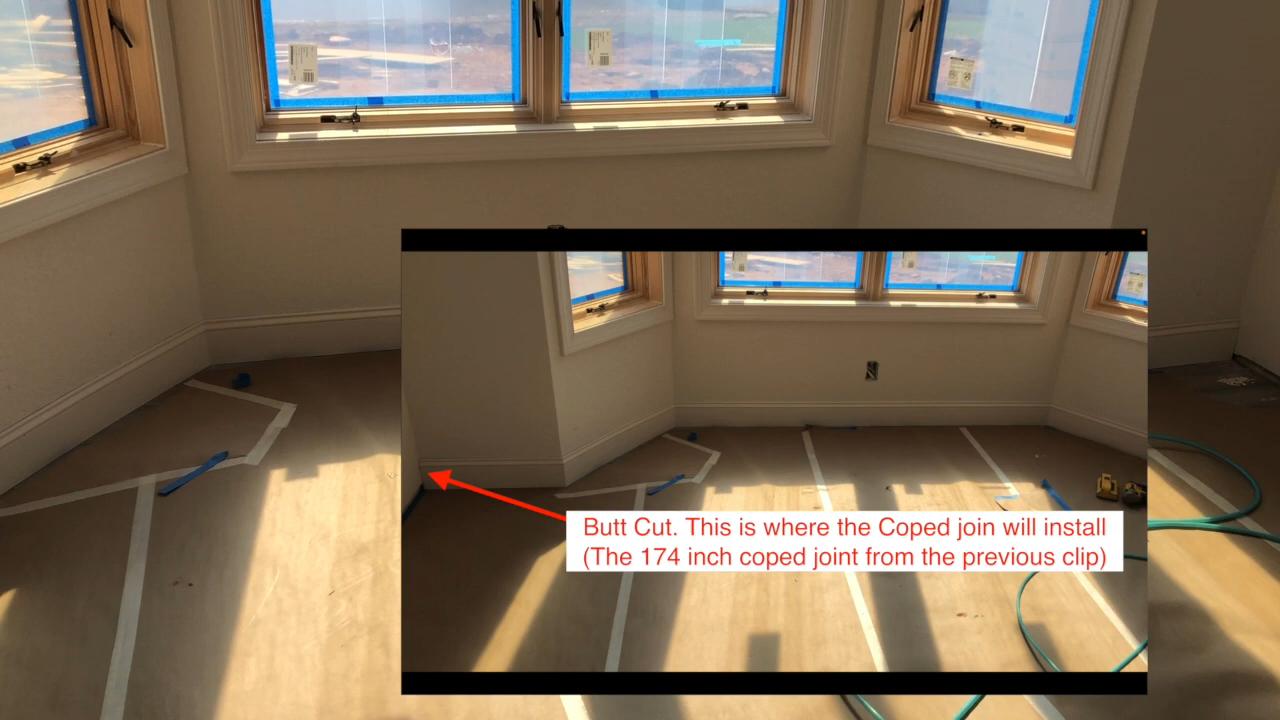 Butt Cut. This is where the Coped join will install
(The 174 inch coped joint from the previous clip)